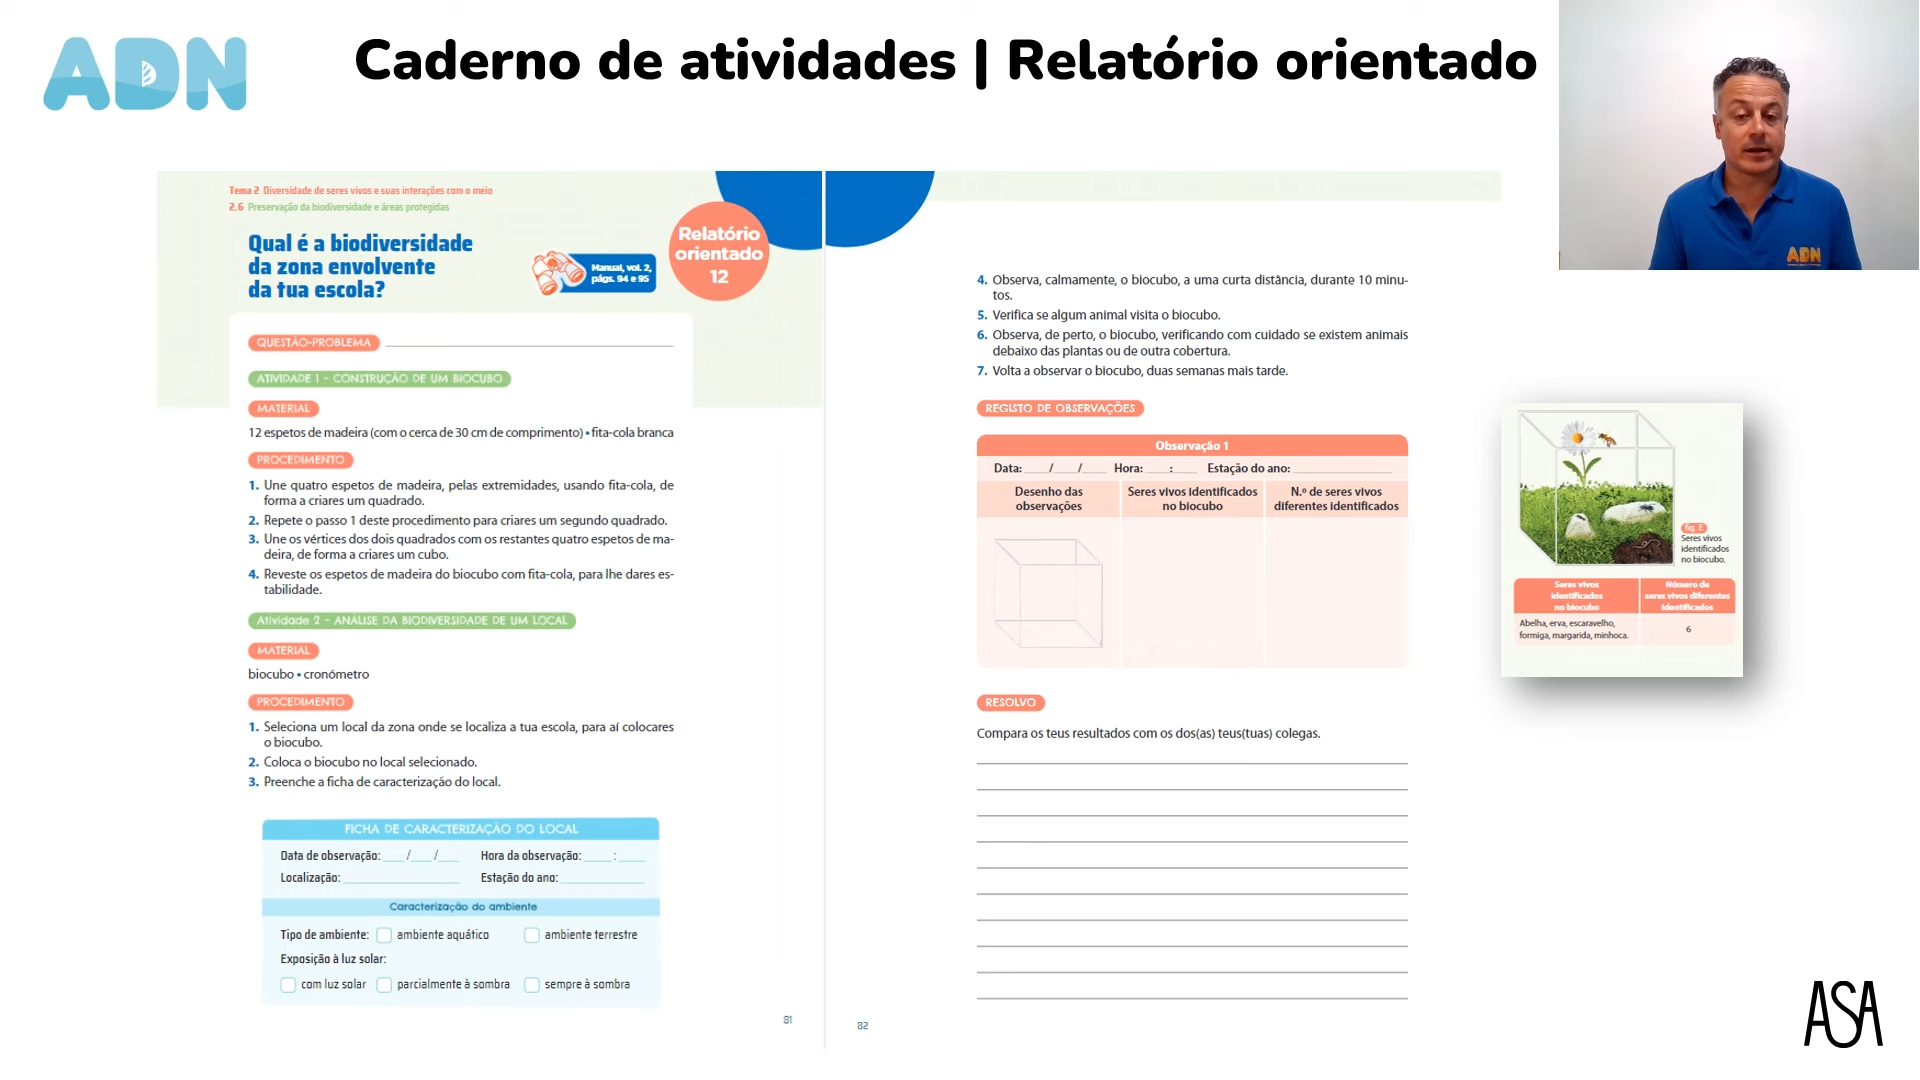 ADN
Caderno de atividades | Relatório orientado
Tema 2 Diversidade de seres vivos e suas interações com o meio
2.6 Preservação da biodiversidade e áreas protegidas
Qual é a biodiversidade
da zona envolvente
da tua escola?
Manual, vol. 2,
págs. 94 e 95
Relatório
orientado
12
QUESTÃO-PROBLEMA
ATIVIDADE 1 – CONSTRUÇÃO DE UM BIOCUBO
MATERIAL
12 espetos de madeira (com o cerca de 30 cm de comprimento) • fita-cola branca
PROCEDIMENTO
1. Une quatro espetos de madeira, pelas extremidades, usando fita-cola, de
forma a criares um quadrado.
2. Repete o passo 1 deste procedimento para criares um segundo quadrado.
3. Une os vértices dos dois quadrados com os restantes quatro espetos de ma-
deira, de forma a criares um cubo.
4. Reveste os espetos de madeira do biocubo com fita-cola, para lhe dares es-
tabilidade.
Atividade 2 – ANÁLISE DA BIODIVERSIDADE DE UM LOCAL
MATERIAL
biocubo • cronómetro
PROCEDIMENTO
1. Seleciona um local da zona onde se localiza a tua escola, para aí colocares
o biocubo.
2. Coloca o biocubo no local selecionado.
3. Preenche a ficha de caracterização do local.
FICHA DE CARACTERIZAÇÃO DO LOCAL
Data de observação: ___/___/___ Hora da observação: ____ : ____
Localização: ____ Estação do ano: ____
Caracterização do ambiente
Tipo de ambiente: ambiente aquático ambiente terrestre
Exposição à luz solar:
com luz solar parcialmente à sombra sempre à sombra
81
4. Observa, calmamente, o biocubo, a uma curta distância, durante 10 minu-
tos.
5. Verifica se algum animal visita o biocubo.
6. Observa, de perto, o biocubo, verificando com cuidado se existem animais
debaixo das plantas ou de outra cobertura.
7. Volta a observar o biocubo, duas semanas mais tarde.
REGISTO DE OBSERVAÇÕES
Observação 1
Data: ___/___/___ Hora: ___:___ Estação do ano: ____
Desenho das
observações
Seres vivos identificados
no biocubo
N.º de seres vivos
diferentes identificados
RESOLVO
Compara os teus resultados com os dos(as) teus(tuas) colegas.
82
fig. E
Seres vivos
identificados
no biocubo.
Seres vivos
identificados
no biocubo
Número de
seres vivos diferentes
identificados
Abelha, erva, escaravelho,
formiga, margarida, minhoca.
6
ADN
ASA